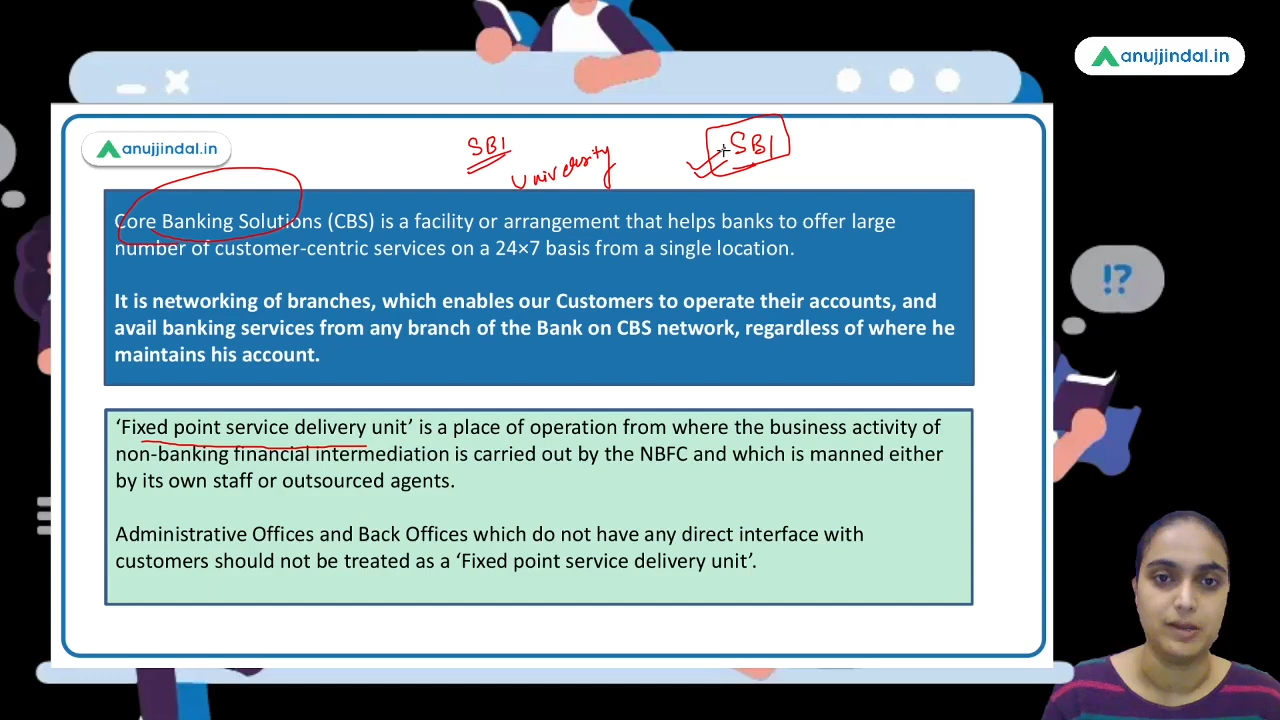 anujjindal.in
anujjindal.in
SBI
University
SBI
Core Banking Solutions (CBS) is a facility or arrangement that helps banks to offer large
number of customer-centric services on a 24×7 basis from a single location.
It is networking of branches, which enables our Customers to operate their accounts, and
avail banking services from any branch of the Bank on CBS network, regardless of where he
maintains his account.
!?
‘Fixed point service delivery unit’ is a place of operation from where the business activity of
non-banking financial intermediation is carried out by the NBFC and which is manned either
by its own staff or outsourced agents.
Administrative Offices and Back Offices which do not have any direct interface with
customers should not be treated as a ‘Fixed point service delivery unit’.